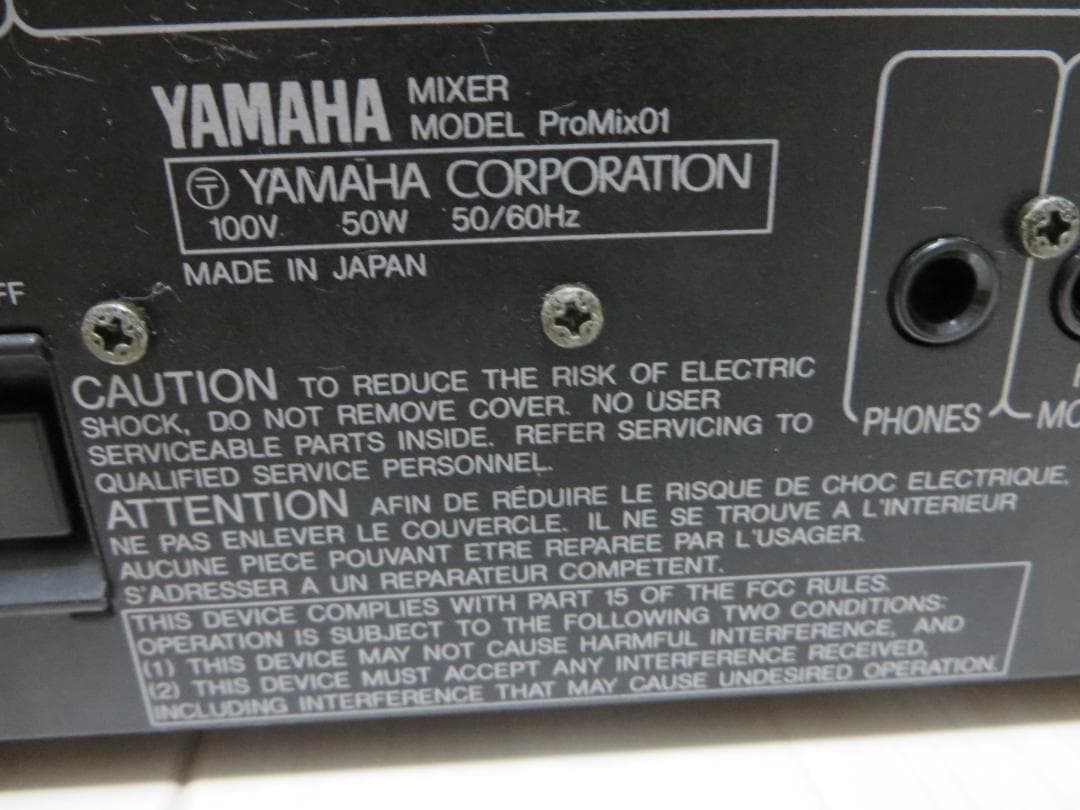 YAMAHA MIXER
MODEL ProMix01
〒 YAMAHA CORPORATION
100V 50W 50/60Hz
MADE IN JAPAN
FF
CAUTION TO REDUCE THE RISK OF ELECTRIC
SHOCK, DO NOT REMOVE COVER. NO USER
SERVICEABLE PARTS INSIDE. REFER SERVICING TO
QUALIFIED SERVICE PERSONNEL.
PHONES
MO
ATTENTION AFIN DE RÉDUIRE LE RISQUE DE CHOC ELECTRIQUE,
NE PAS ENLEVER LE COUVERCLE. IL NE SE TROUVE A L'INTERIEUR
AUCUNE PIECE POUVANT ETRE REPAREE PAR L'USAGER.
S'ADRESSER A UN REPARATEUR COMPETENT.
THIS DEVICE COMPLIES WITH PART 15 OF THE FCC RULES.
OPERATION IS SUBJECT TO THE FOLLOWING TWO CONDITIONS:
(1) THIS DEVICE MAY NOT CAUSE HARMFUL INTERFERENCE, AND
(2) THIS DEVICE MUST ACCEPT ANY INTERFERENCE RECEIVED,
INCLUDING INTERFERENCE THAT MAY CAUSE UNDESIRED OPERATION.